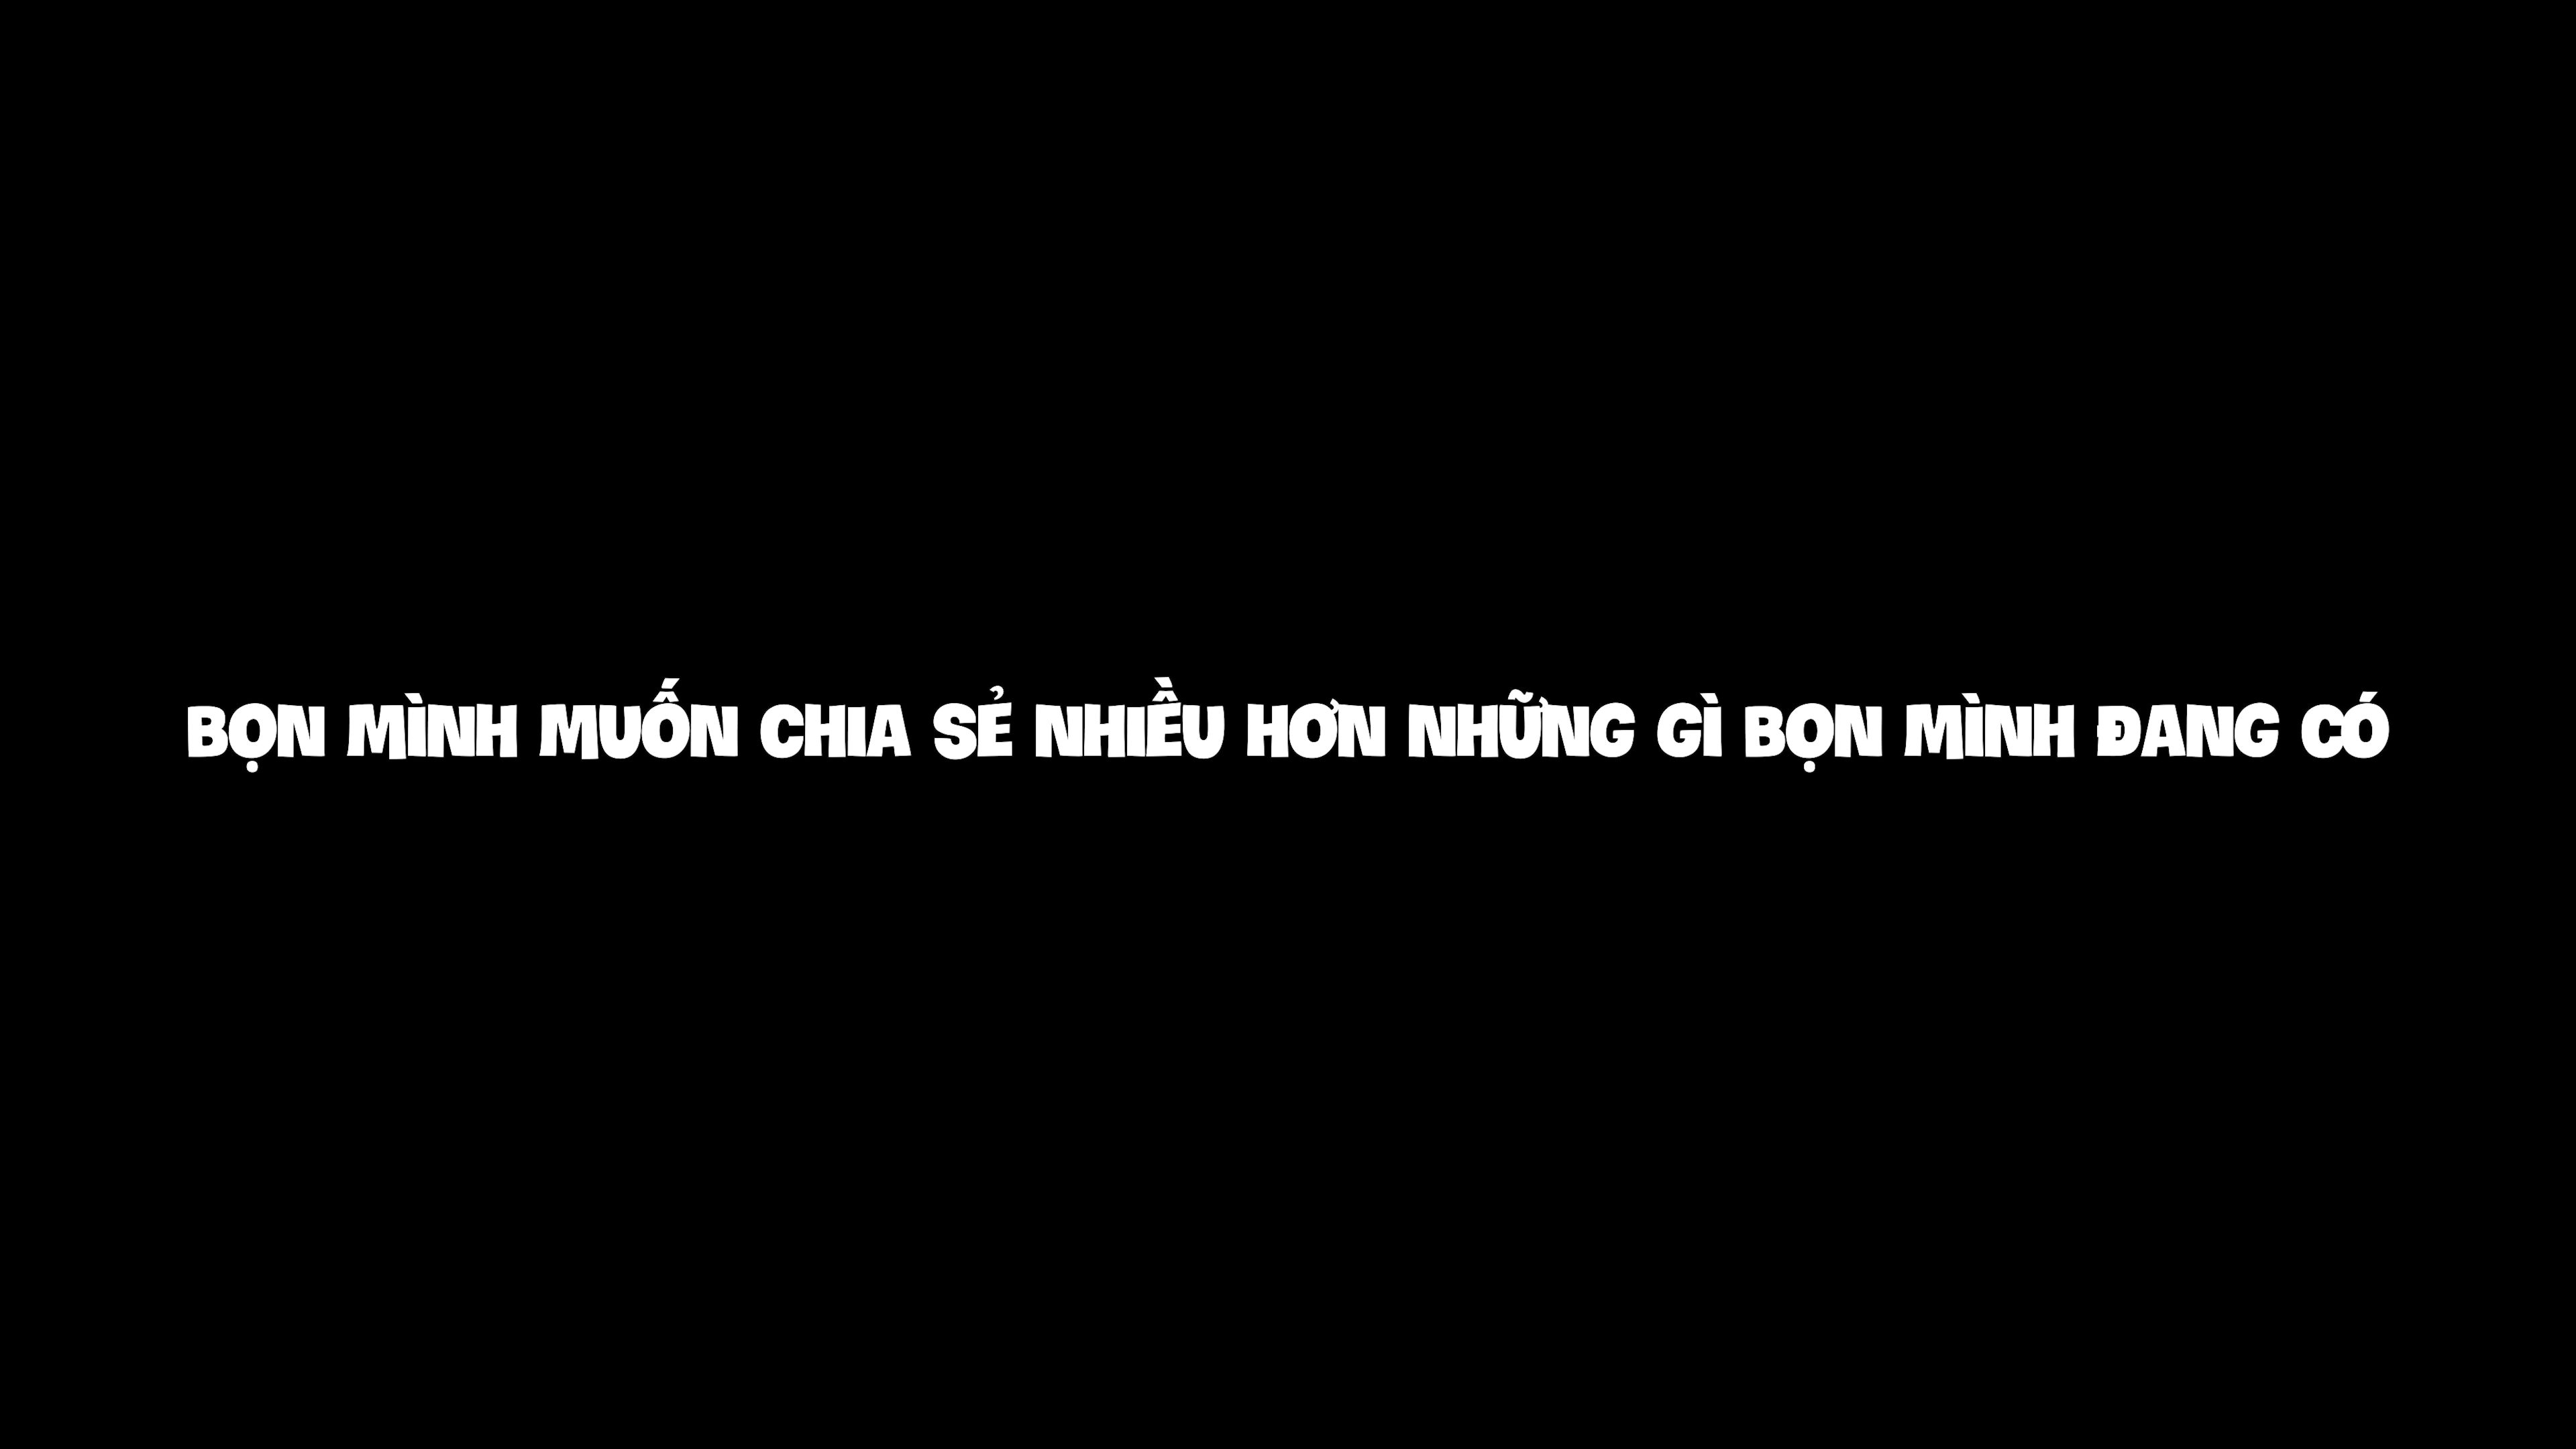 BỌN MÌNH MUỐN CHIA SẺ NHIỀU HƠN NHỮNG GÌ BỌN MÌNH ĐANG CÓ